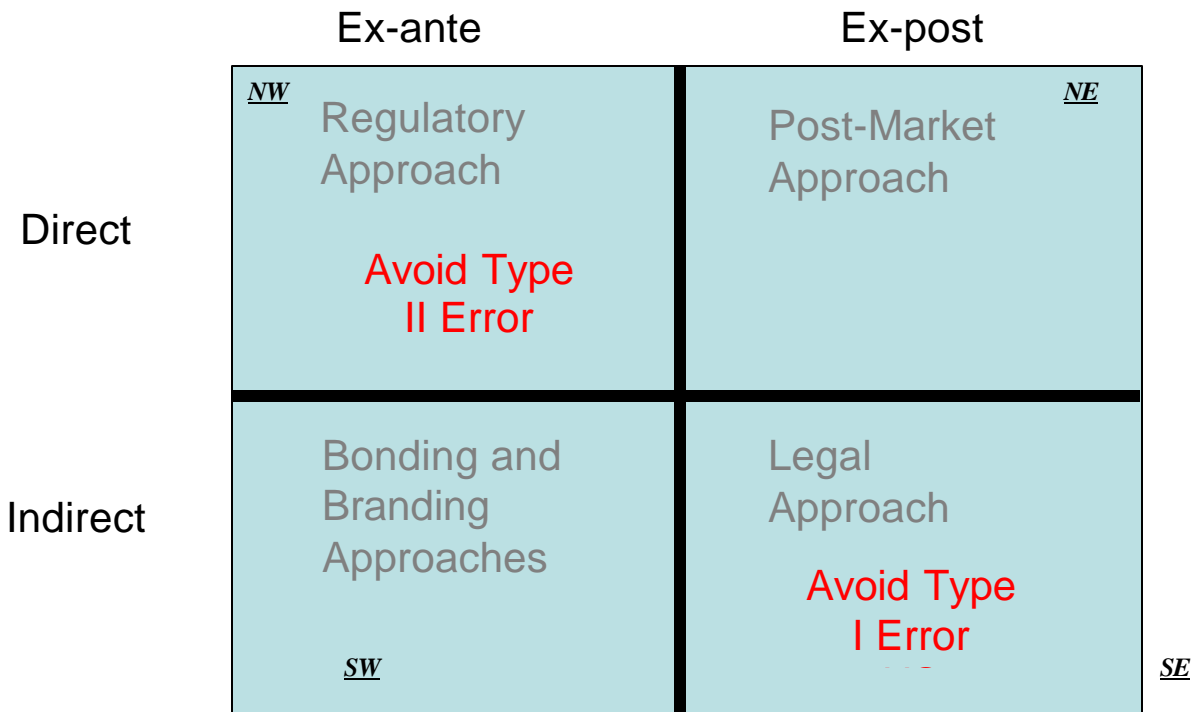 Ex-ante Ex-post
NW NE
Regulatory
Approach
Post-Market
Approach
Direct
Avoid Type
II Error
Bonding and
Branding
Approaches
Legal
Approach
Indirect
Avoid Type
I Error
SW SE